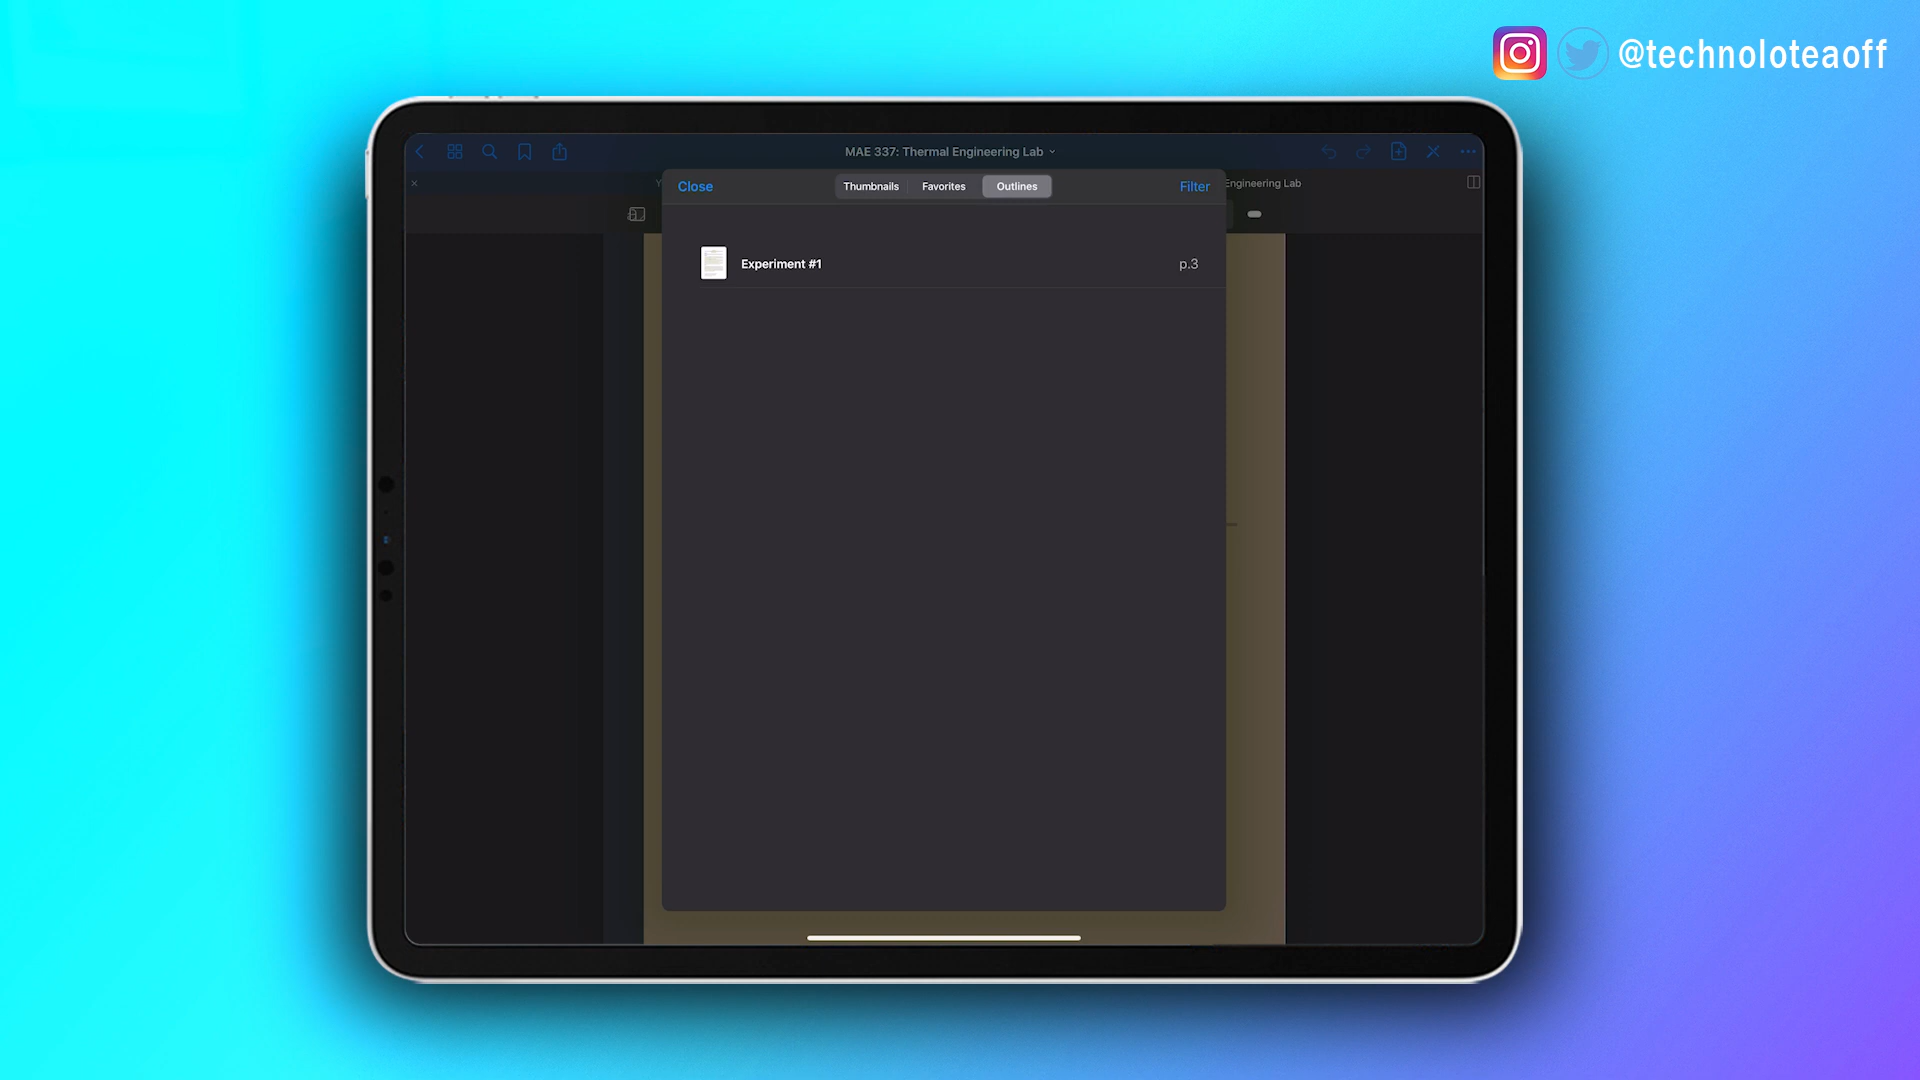 @technoloteaoff
MAE 337: Thermal Engineering Lab
Engineering Lab
Close
Thumbnails
Favorites
Outlines
Filter
Experiment #1
p.3